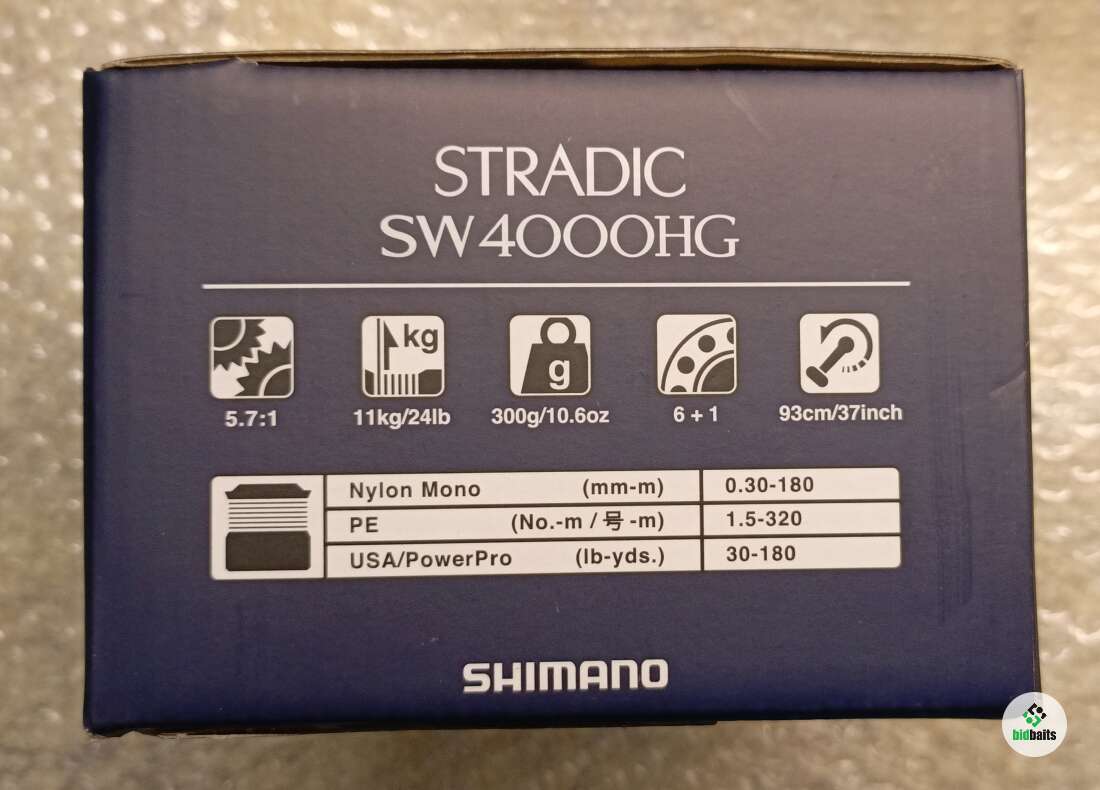 STRADIC
SW4000HG
kg
g
5.7:1 11kg/24lb 300g/10.6oz 6 + 1 93cm/37inch
Nylon Mono (mm-m) 0.30-180
PE (No.-m / 号 -m) 1.5-320
USA/PowerPro (lb-yds.) 30-180
SHIMANO
bidbaits